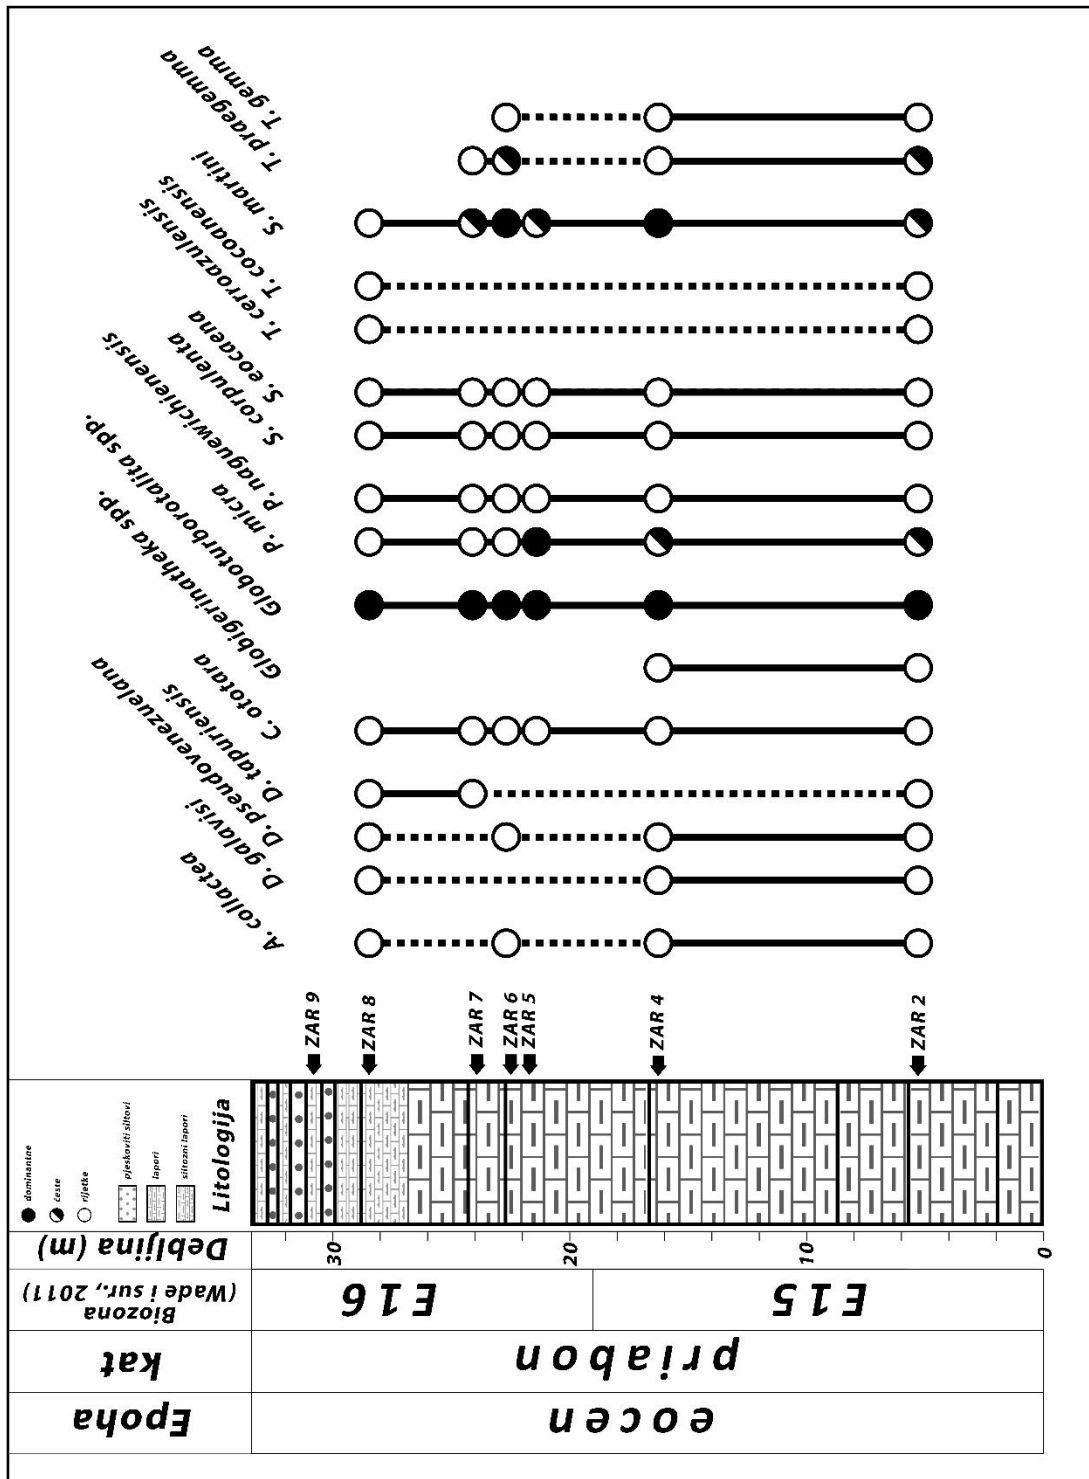 Epoha
kat
Biozona
(Wade i sur., 2011)
Debljina (m)
Litologija
dominantne
česte
rijetke
pjeskoviti siltovi
lapori
siltozni lapori
eocen
priabon
E16
E15
30
20
10
0
ZAR 9
ZAR 8
ZAR 7
ZAR 6
ZAR 5
ZAR 4
ZAR 2
A. collactea
D. galavisi
D. pseudovenezuelana
D. tapuriensis
C. ototara
Globigerinatheka spp.
Globoturborotalita spp.
P. micra
P. naguewichiensis
S. corpulenta
S. eocaena
T. cerroazulensis
T. cocoanensis
S. martini
T. praegemma
T. gemma